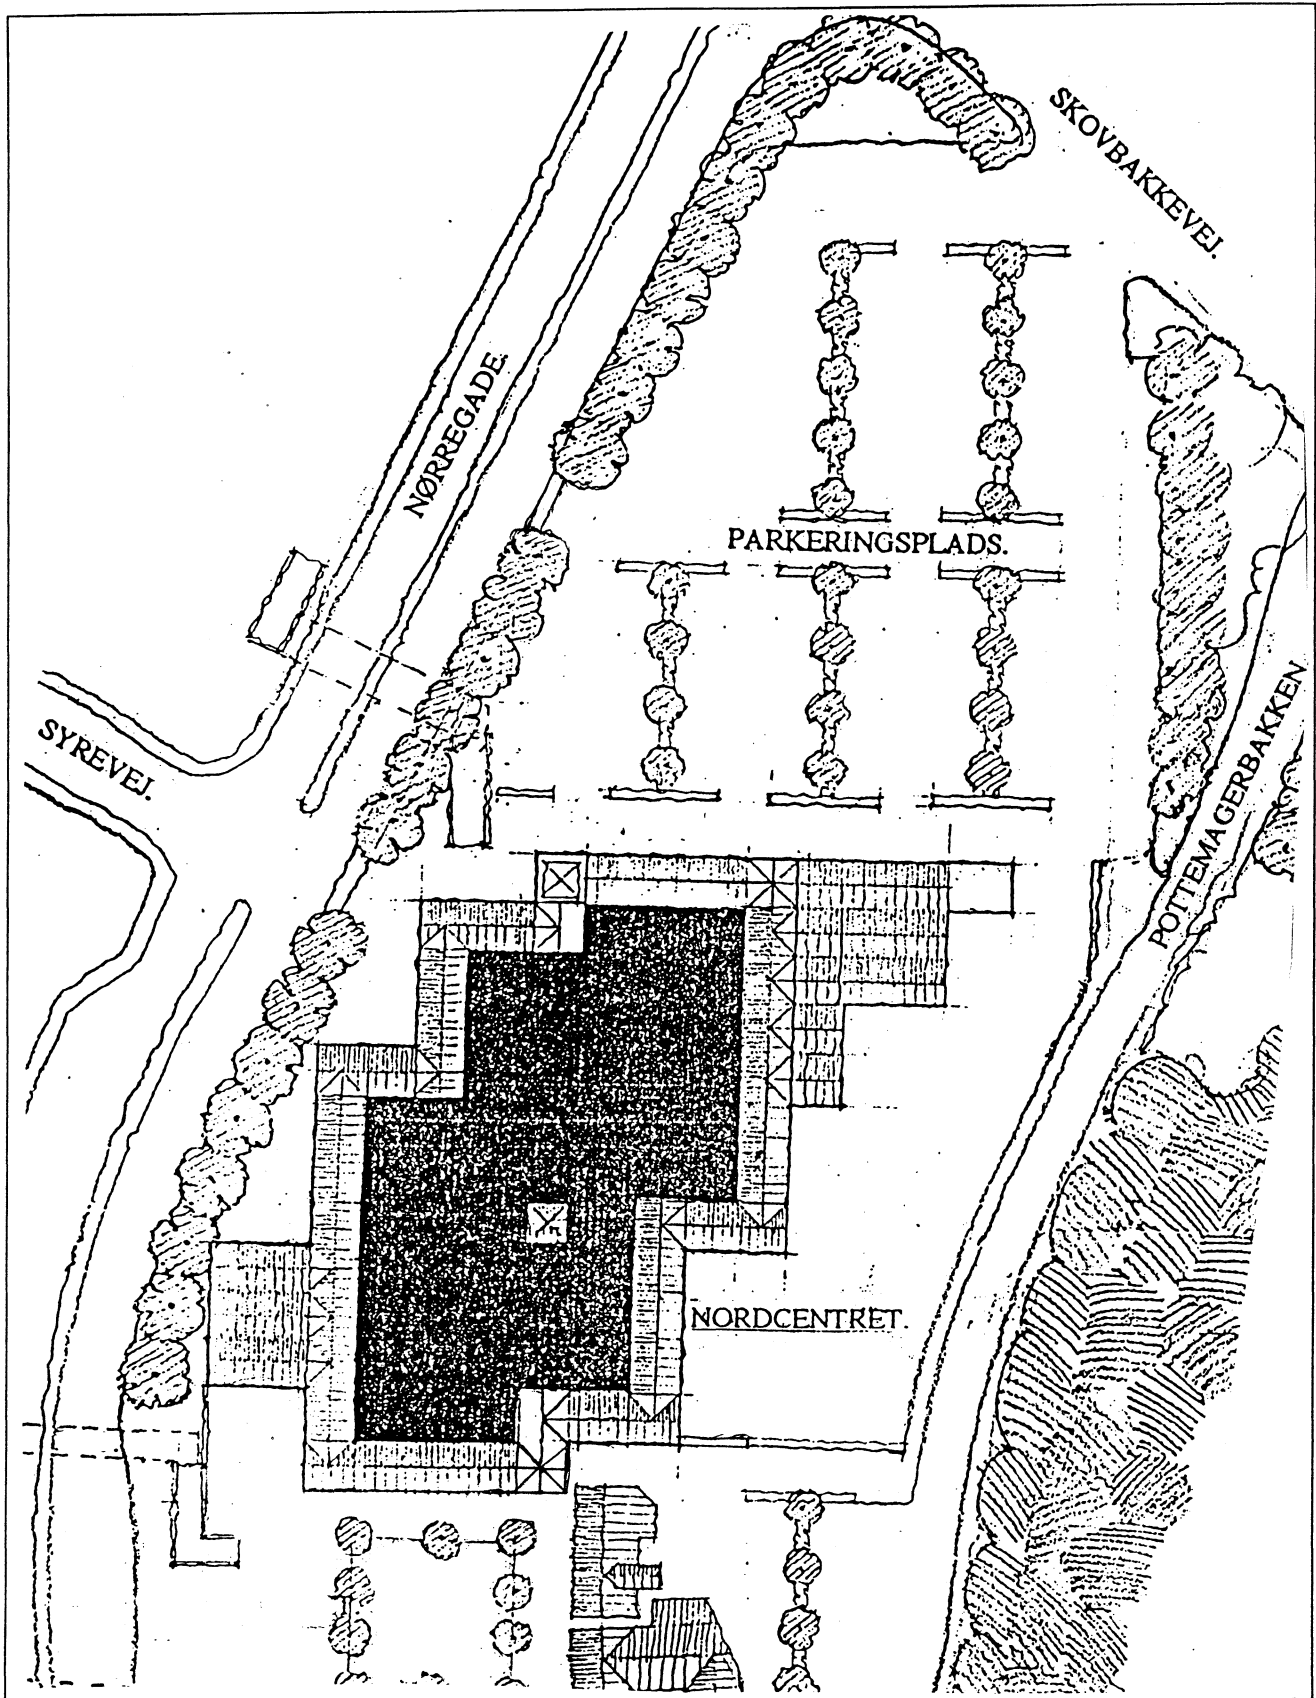 SKOVBAKKEVEJ.
NØRREGADE.
PARKERINGSPLADS.
SYREVEJ.
POTTEMAGERBAKKEN
NORDCENTRET.